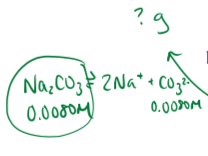 ? g
Na₂CO₃ ⇌ 2Na⁺ + CO₃²⁻
0.0080M 0.0080M